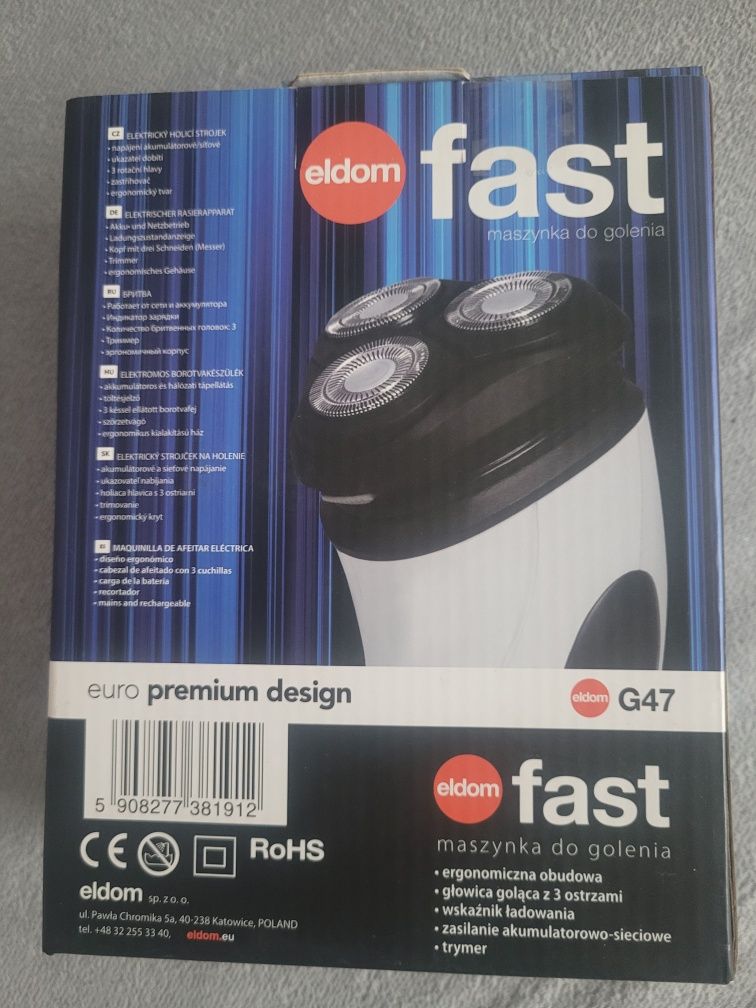 CZ ELEKTRICKÝ HOLICÍ STROJEK
• napájení akumulátorové/síťové
• ukazatel dobití
• 3 rotační hlavy
• zastřihovač
• ergonomický tvar
DE ELEKTRISCHER RASIERAPPARAT
• Akku- und Netzbetrieb
• Ladungszustandanzeige
• Kopf mit drei Schneiden (Messer)
• Trimmer
• ergonomisches Gehäuse
RU БРИТВА
• Работает от сети и аккумулятора
• Индикатор зарядки
• Количество бритвенных головок: 3
• Триммер
• эргономичный корпус
HU ELEKTROMOS BOROTVAKÉSZÜLÉK
• akkumulátoros és hálózati tápellátás
• töltésjelző
• 3 késsel ellátott borotvafej
• szőrzetvágó
• ergonomikus kialakítású ház
SK ELEKTRICKÝ STROJČEK NA HOLENIE
• akumulátorové a sieťové napájanie
• ukazovateľ nabíjania
• holiaca hlavica s 3 ostriami
• trimovanie
• ergonomický kryt
ES MAQUINILLA DE AFEITAR ELÉCTRICA
• diseño ergonómico
• cabezal de afeitado con 3 cuchillas
• carga de la batería
• recortador
• mains and rechargeable
eldom fast
maszynka do golenia
euro premium design
eldom G47
5 908277 381912
CE RoHS
eldom sp. z o. o.
ul. Pawła Chromika 5a, 40-238 Katowice, POLAND
tel. +48 32 255 33 40, eldom.eu
eldom fast
maszynka do golenia
• ergonomiczna obudowa
• głowica goląca z 3 ostrzami
• wskaźnik ładowania
• zasilanie akumulatorowo-sieciowe
• trymer